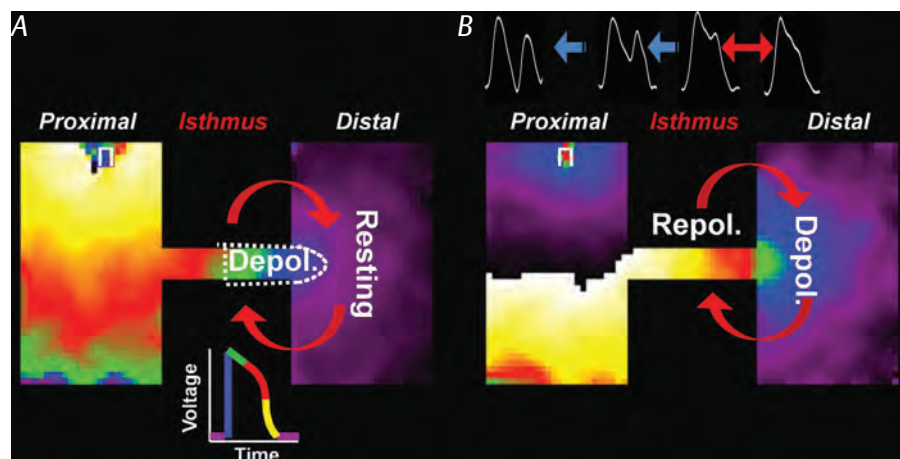 A
Proximal Isthmus Distal
Depol.
Resting
Voltage
Time
B
Proximal Isthmus Distal
Repol.
Depol.